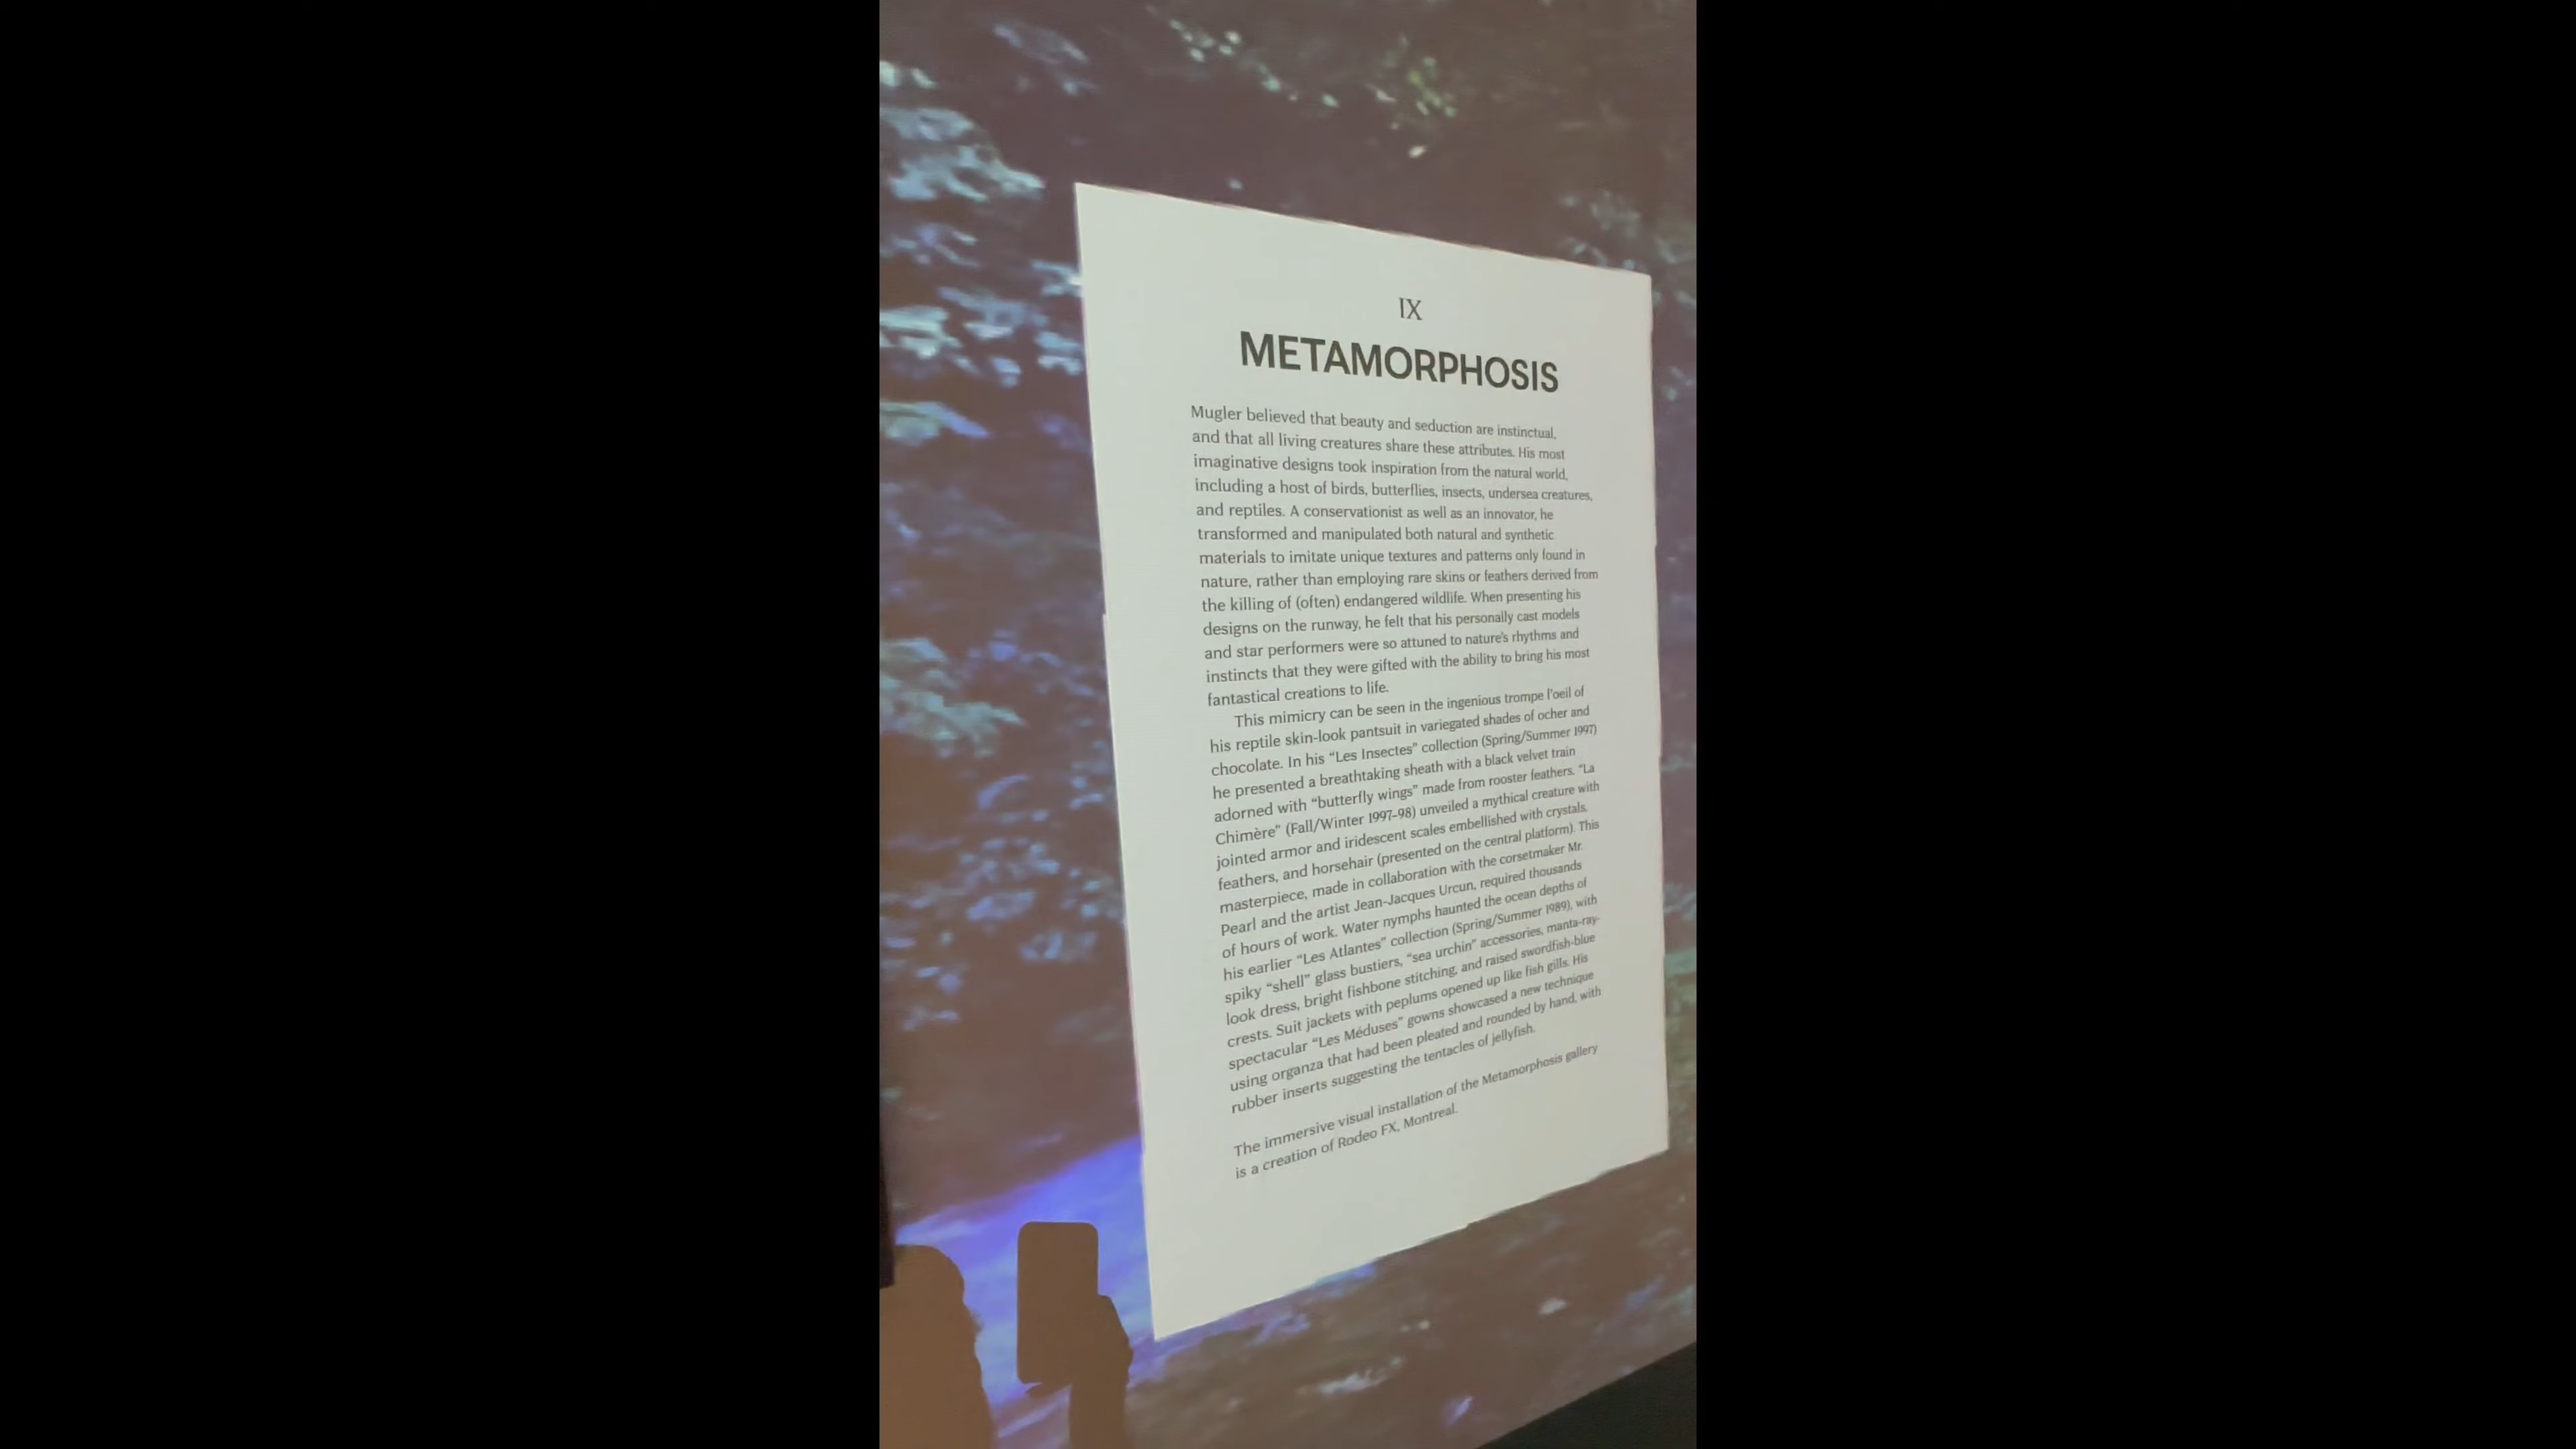 IX
METAMORPHOSIS
Mugler believed that beauty and seduction are instinctual,
and that all living creatures share these attributes. His most
imaginative designs took inspiration from the natural world,
including a host of birds, butterflies, insects, undersea creatures,
and reptiles. A conservationist as well as an innovator, he
transformed and manipulated both natural and synthetic
materials to imitate unique textures and patterns only found in
nature, rather than employing rare skins or feathers derived from
the killing of (often) endangered wildlife. When presenting his
designs on the runway, he felt that his personally cast models
and star performers were so attuned to nature's rhythms and
instincts that they were gifted with the ability to bring his most
fantastical creations to life.
This mimicry can be seen in the ingenious trompe l'oeil of
his reptile skin-look pantsuit in variegated shades of ocher and
chocolate. In his “Les Insectes” collection (Spring/Summer 1997)
he presented a breathtaking sheath with a black velvet train
adorned with “butterfly wings” made from rooster feathers. “La
Chimère” (Fall/Winter 1997-98) unveiled a mythical creature with
jointed armor and iridescent scales embellished with crystals,
feathers, and horsehair (presented on the central platform). This
masterpiece, made in collaboration with the corsetmaker Mr.
Pearl and the artist Jean-Jacques Urcun, required thousands
of hours of work. Water nymphs haunted the ocean depths of
his earlier “Les Atlantes” collection (Spring/Summer 1989), with
spiky “shell” glass bustiers, “sea urchin” accessories, manta-ray-
look dress, bright fishbone stitching, and raised swordfish-blue
crests. Suit jackets with peplums opened up like fish gills. His
spectacular “Les Méduses” gowns showcased a new technique
using organza that had been pleated and rounded by hand, with
rubber inserts suggesting the tentacles of jellyfish.
The immersive visual installation of the Metamorphosis gallery
is a creation of Rodeo FX, Montreal.